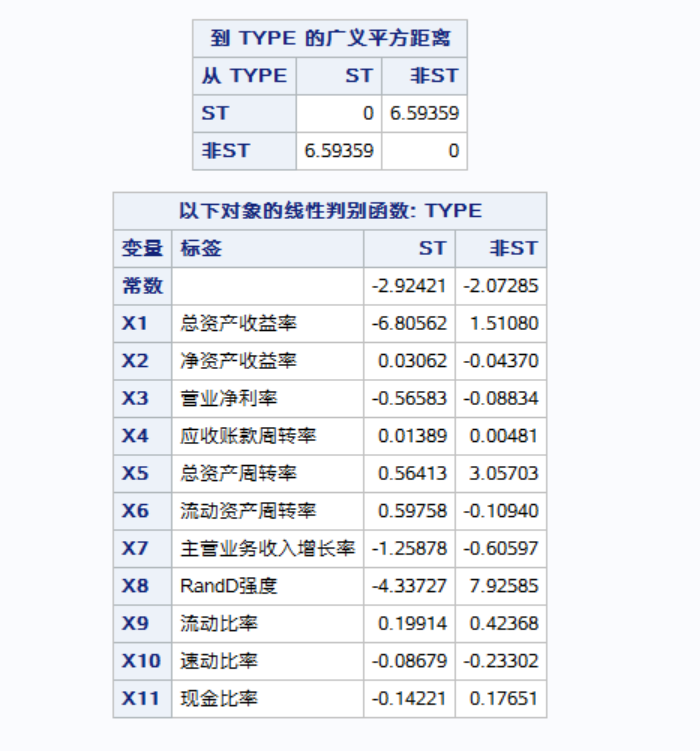 到 TYPE 的广义平方距离
从 TYPE ST 非ST
ST 0 6.59359
非ST 6.59359 0
以下对象的线性判别函数: TYPE
变量 标签 ST 非ST
常数 -2.92421 -2.07285
X1 总资产收益率 -6.80562 1.51080
X2 净资产收益率 0.03062 -0.04370
X3 营业净利率 -0.56583 -0.08834
X4 应收账款周转率 0.01389 0.00481
X5 总资产周转率 0.56413 3.05703
X6 流动资产周转率 0.59758 -0.10940
X7 主营业务收入增长率 -1.25878 -0.60597
X8 RandD强度 -4.33727 7.92585
X9 流动比率 0.19914 0.42368
X10 速动比率 -0.08679 -0.23302
X11 现金比率 -0.14221 0.17651